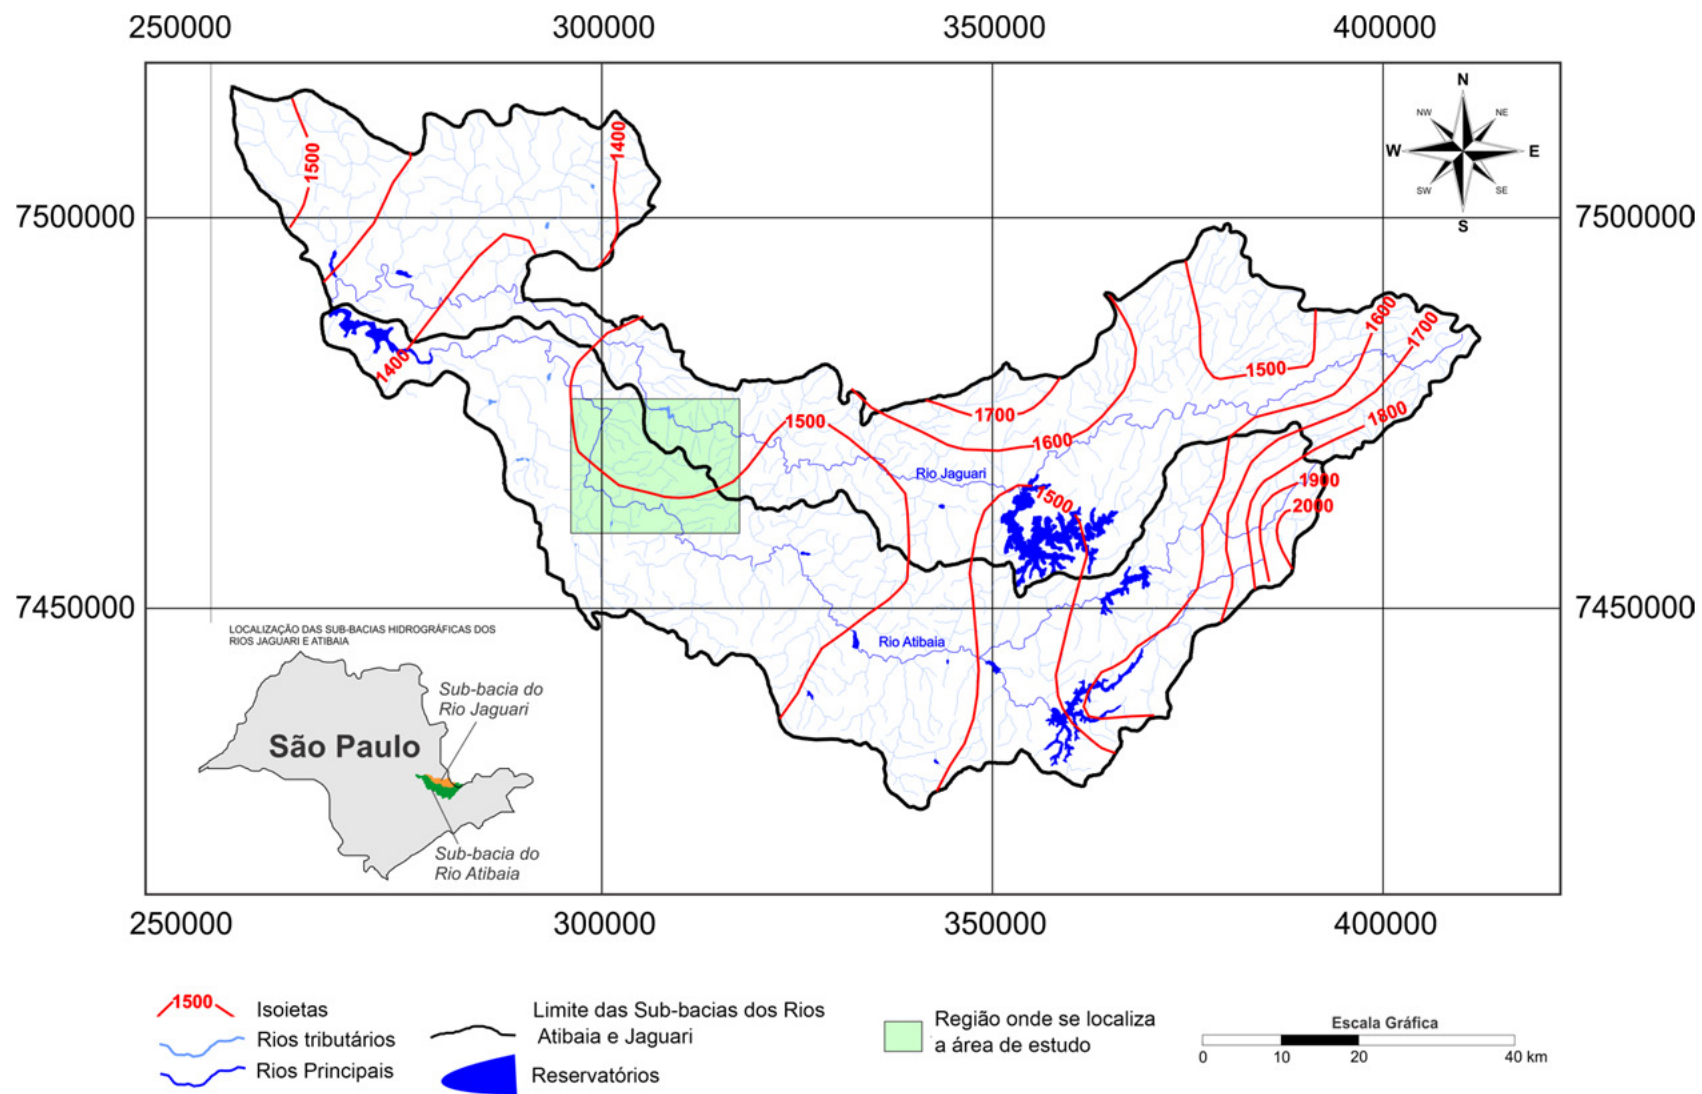 250000 300000 350000 400000
N
NW NE
W E
SW SE
S
1400
1500
7500000 7500000
1600
1700
1500
1400
1700
1800
1500
1600
Rio Jaguari
1500
1900
2000
7450000 7450000
LOCALIZAÇÃO DAS SUB-BACIAS HIDROGRÁFICAS DOS
RIOS JAGUARI E ATIBAIA
Rio Atibaia
Sub-bacia do
Rio Jaguari
São Paulo
Sub-bacia do
Rio Atibaia
250000 300000 350000 400000
1500 Isoietas
Rios tributários
Rios Principais
Limite das Sub-bacias dos Rios
Atibaia e Jaguari
Reservatórios
Região onde se localiza
a área de estudo
Escala Gráfica
0 10 20 40 km